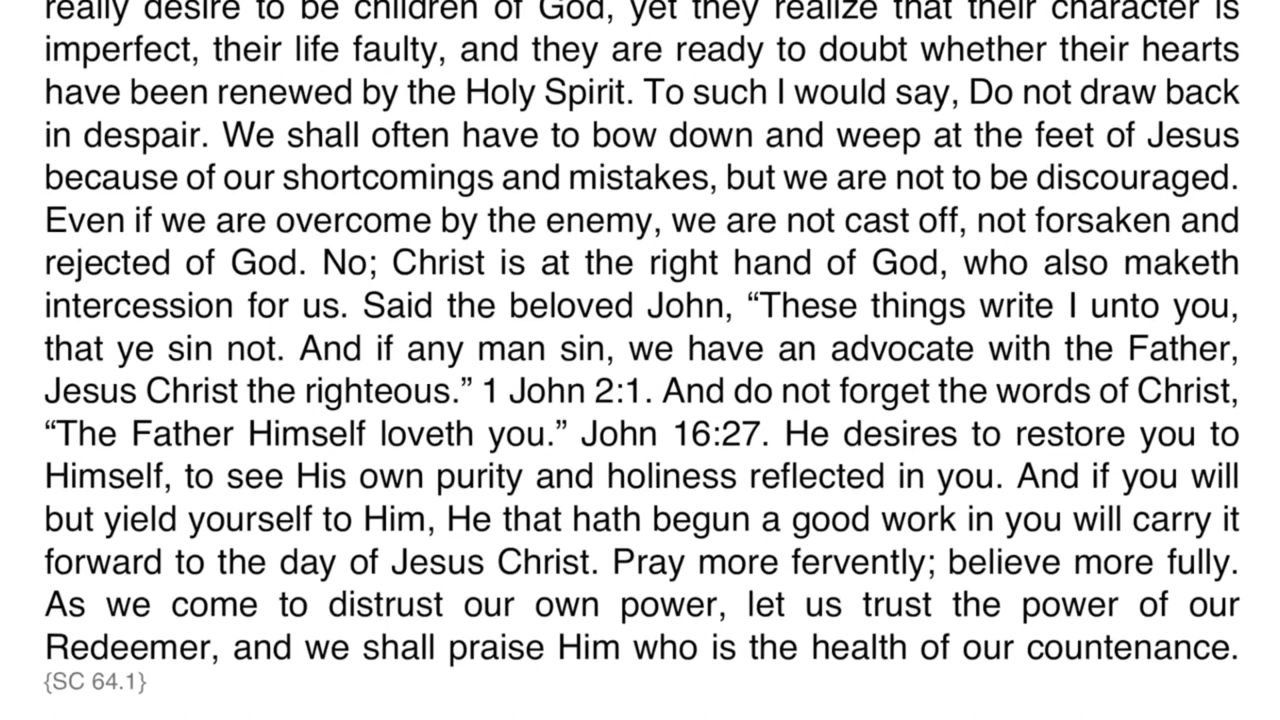 really desire to be children of God, yet they realize that their character is
imperfect, their life faulty, and they are ready to doubt whether their hearts
have been renewed by the Holy Spirit. To such I would say, Do not draw back
in despair. We shall often have to bow down and weep at the feet of Jesus
because of our shortcomings and mistakes, but we are not to be discouraged.
Even if we are overcome by the enemy, we are not cast off, not forsaken and
rejected of God. No; Christ is at the right hand of God, who also maketh
intercession for us. Said the beloved John, “These things write I unto you,
that ye sin not. And if any man sin, we have an advocate with the Father,
Jesus Christ the righteous.” 1 John 2:1. And do not forget the words of Christ,
“The Father Himself loveth you.” John 16:27. He desires to restore you to
Himself, to see His own purity and holiness reflected in you. And if you will
but yield yourself to Him, He that hath begun a good work in you will carry it
forward to the day of Jesus Christ. Pray more fervently; believe more fully.
As we come to distrust our own power, let us trust the power of our
Redeemer, and we shall praise Him who is the health of our countenance.
{SC 64.1}